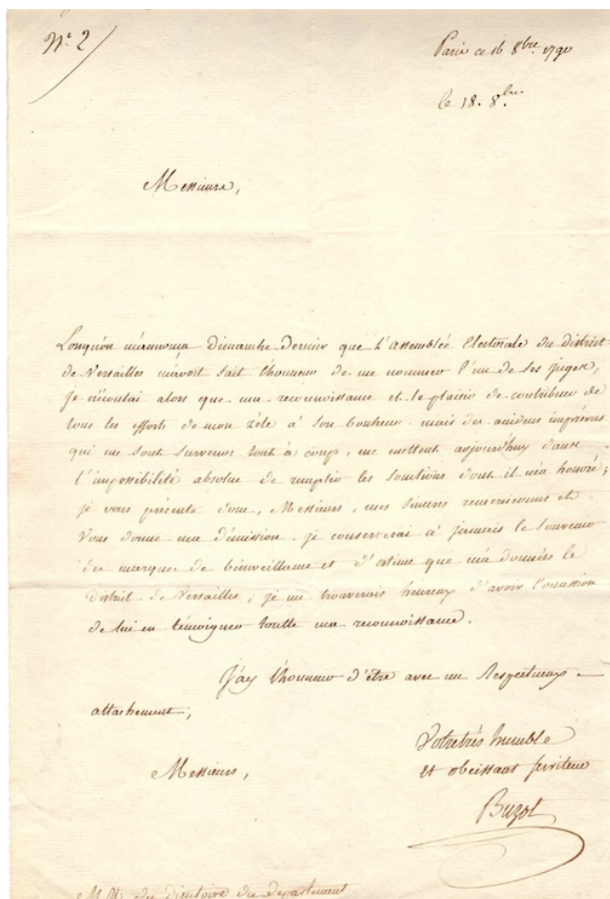 Nº 2
Paris ce 16 8bre 1790
le 18. 8bre
Messieurs,
Lorsqu'on m'annonça dimanche dernier que l'assemblée Electorale du district
de Versailles m'avoit fait l'honneur de me nommer l'un de ses juges,
je n'écoutai alors que ma reconnoissance et le plaisir de contribuer de
tous les efforts de mon zèle à son bonheur. mais des accidens imprévus
qui me sont survenus tout à coup, me mettent aujourd'huy dans
l'impossibilité absolue de remplir les fonctions dont il m'a honoré;
je vous présente donc, Messieurs, mes sincères remerciemens et
vous donne ma démission. je conserverai à jamais le souvenir
des marques de bienveillance et d'estime que m'a données le
district de Versailles; je me trouverais heureux d'avoir l'occasion
de lui en témoigner toutte ma reconnoissance.
J'ay l'honneur d'être avec un Respectueux
attachement,
Messieurs,
Votre très humble
et obeissant serviteur
Buzot
MM. du Directoire du Departement